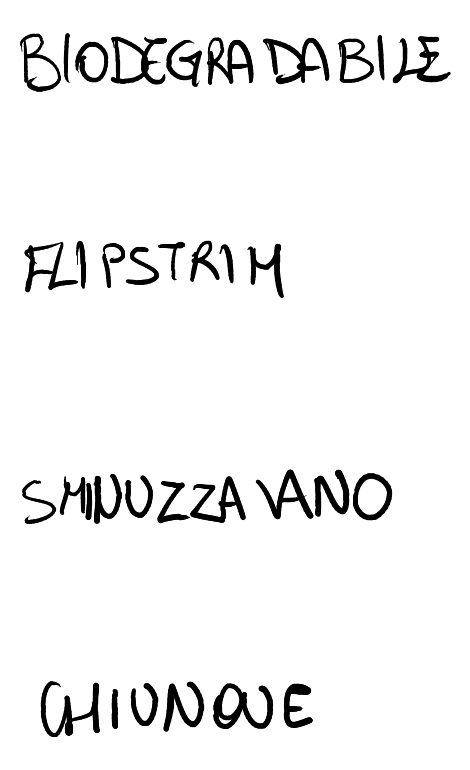 BIODEGRADABILE
FLIPSTRIM
SMINUZZAVANO
CHIUNQUE